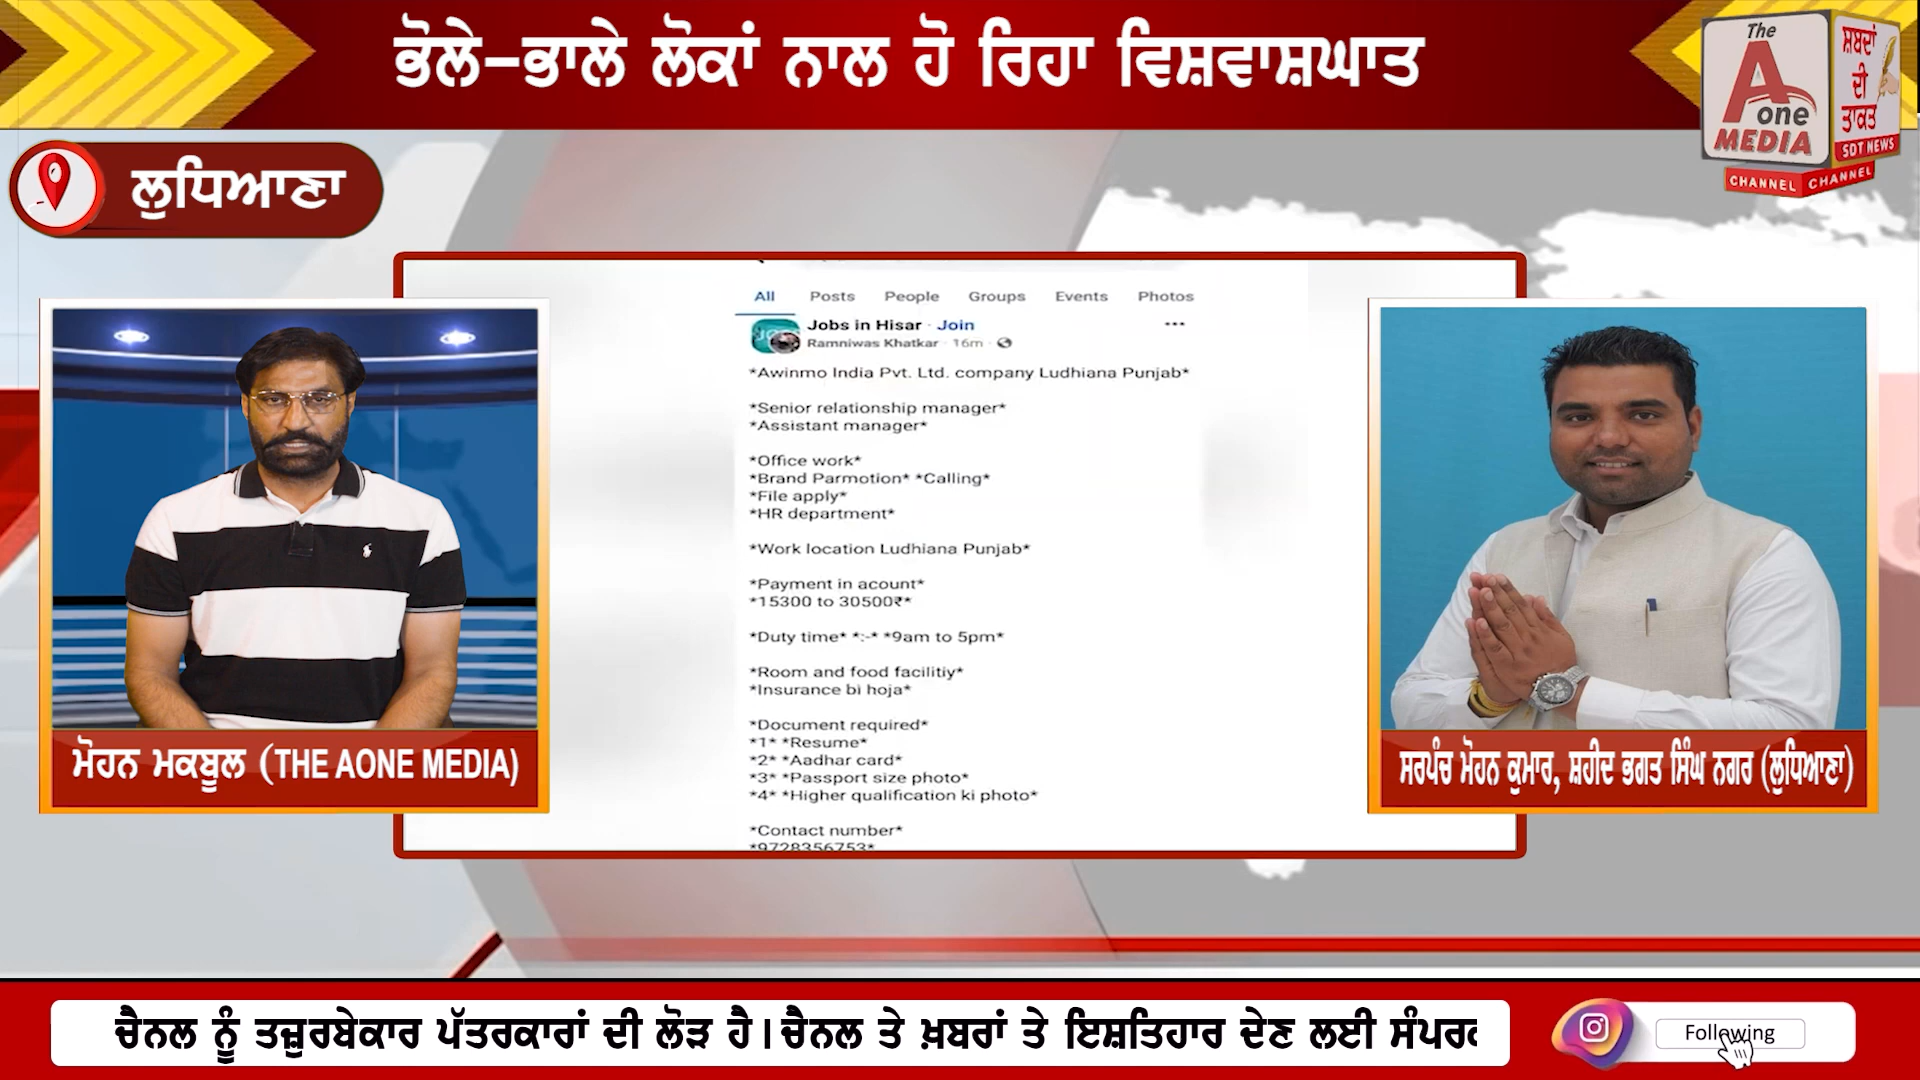 ਭੋਲੇ-ਭਾਲੇ ਲੋਕਾਂ ਨਾਲ ਹੋ ਰਿਹਾ ਵਿਸ਼ਵਾਸ਼ਘਾਤ
The
A one
MEDIA
CHANNEL
ਸ਼ਬਦਾਂ
ਦੀ
ਤਾਕਤ
SDT NEWS
CHANNEL
ਲੁਧਿਆਣਾ
All Posts People Groups Events Photos
Jobs in Hisar · Join
Ramniwas Khatkar · 16m ·
*Awinmo India Pvt. Ltd. company Ludhiana Punjab*
*Senior relationship manager*
*Assistant manager*
*Office work*
*Brand Parmotion* *Calling*
*File apply*
*HR department*
*Work location Ludhiana Punjab*
*Payment in acount*
*15300 to 30500₹*
*Duty time* *:-* *9am to 5pm*
*Room and food facilitiy*
*Insurance bi hoja*
*Document required*
*1* *Resume*
*2* *Aadhar card*
*3* *Passport size photo*
*4* *Higher qualification ki photo*
*Contact number*
*9728356753*
ਮੋਹਨ ਮਕਬੂਲ (THE AONE MEDIA)
ਸਰਪੰਚ ਮੋਹਨ ਕੁਮਾਰ, ਸ਼ਹੀਦ ਭਗਤ ਸਿੰਘ ਨਗਰ (ਲੁਧਿਆਣਾ)
ਚੈਨਲ ਨੂੰ ਤਜ਼ੁਰਬੇਕਾਰ ਪੱਤਰਕਾਰਾਂ ਦੀ ਲੋੜ ਹੈ। ਚੈਨਲ ਤੇ ਖ਼ਬਰਾਂ ਤੇ ਇਸ਼ਤਿਹਾਰ ਦੇਣ ਲਈ
Following